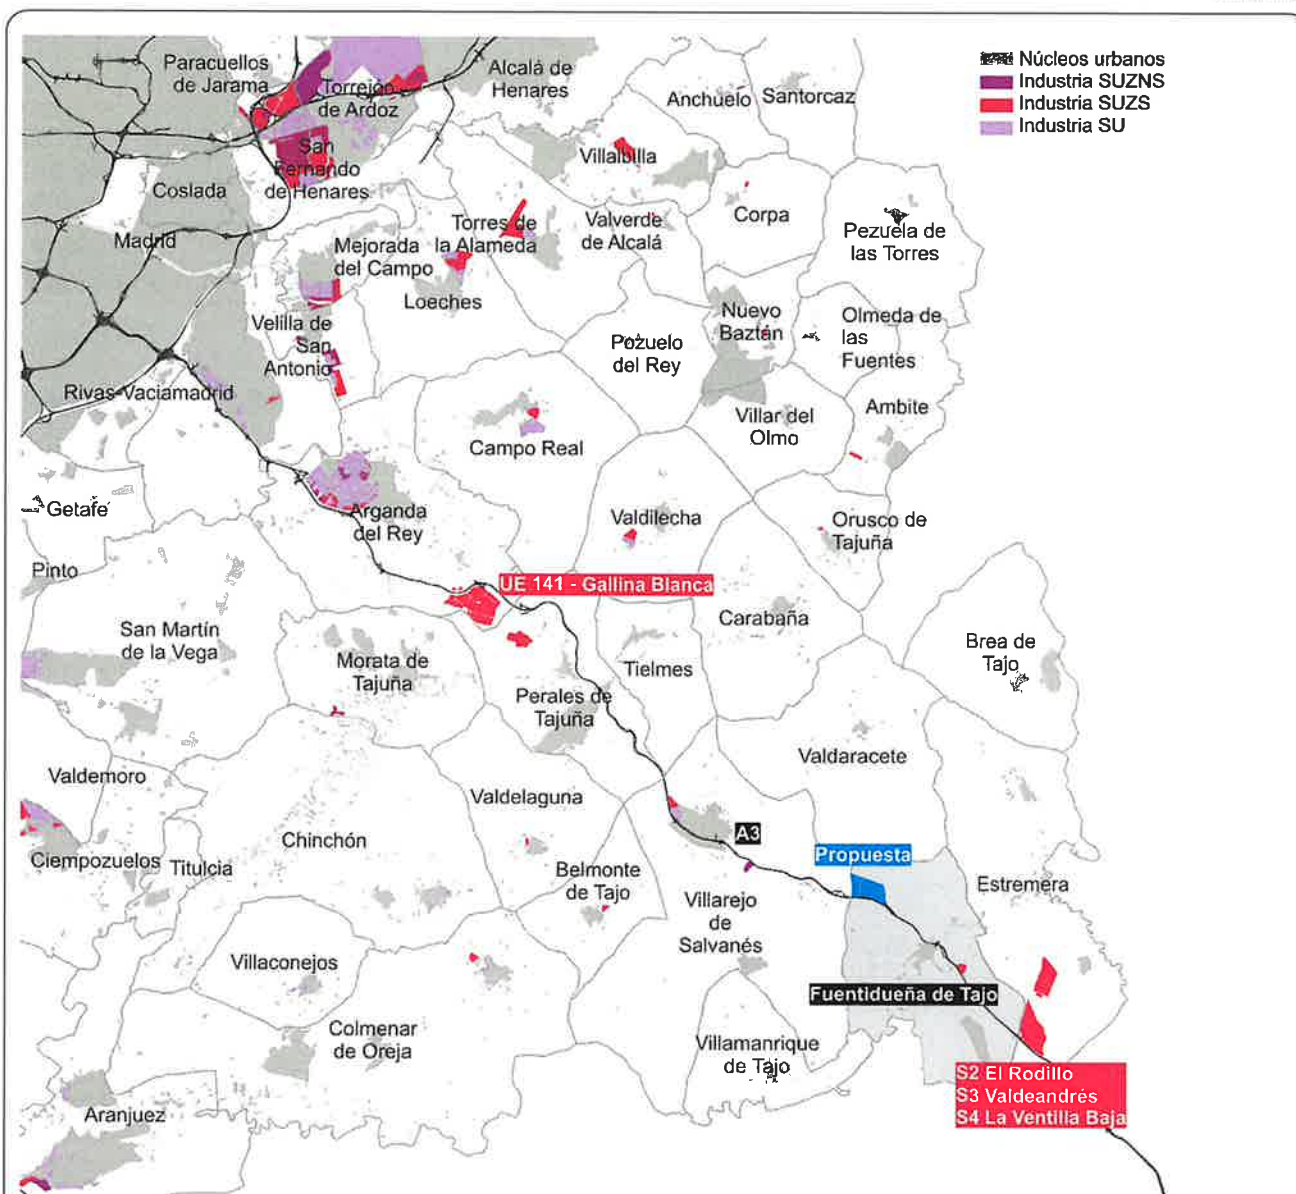 Núcleos urbanos
Industria SUZNS
Industria SUZS
Industria SU
Paracuellos
de Jarama
Torrejón
de Ardoz
Alcalá de
Henares
Anchuelo
Santorcaz
San
Fernando
de Henares
Coslada
Villalbilla
Madrid
Mejorada
del Campo
Torres de
la Alameda
Valverde
de Alcalá
Corpa
Pezuela de
las Torres
Loeches
Velilla de
San
Antonio
Nuevo
Baztán
Olmeda de
las
Fuentes
Pozuelo
del Rey
Rivas-Vaciamadrid
Campo Real
Villar del
Olmo
Ambite
Getafe
Arganda
del Rey
Valdilecha
Orusco de
Tajuña
Pinto
UE 141 - Gallina Blanca
San Martín
de la Vega
Morata de
Tajuña
Carabaña
Tielmes
Brea de
Tajo
Perales de
Tajuña
Valdemoro
Valdelaguna
Valdaracete
Chinchón
A3
Ciempozuelos
Titulcia
Belmonte
de Tajo
Propuesta
Villarejo
de
Salvanés
Estremera
Villaconejos
Fuentidueña de Tajo
Colmenar
de Oreja
Villamanrique
de Tajo
S2 El Rodillo
S3 Valdeandrés
S4 La Ventilla Baja
Aranjuez